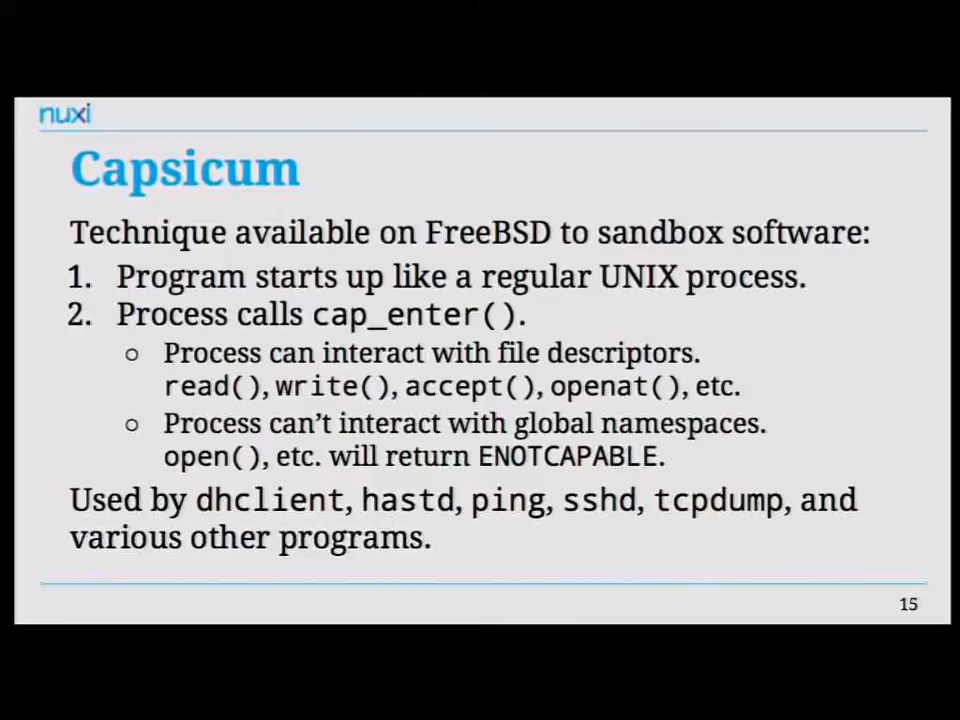 nuxi
Capsicum
Technique available on FreeBSD to sandbox software:
1. Program starts up like a regular UNIX process.
2. Process calls cap_enter().
○ Process can interact with file descriptors.
read(), write(), accept(), openat(), etc.
○ Process can’t interact with global namespaces.
open(), etc. will return ENOTCAPABLE.
Used by dhclient, hastd, ping, sshd, tcpdump, and
various other programs.
15